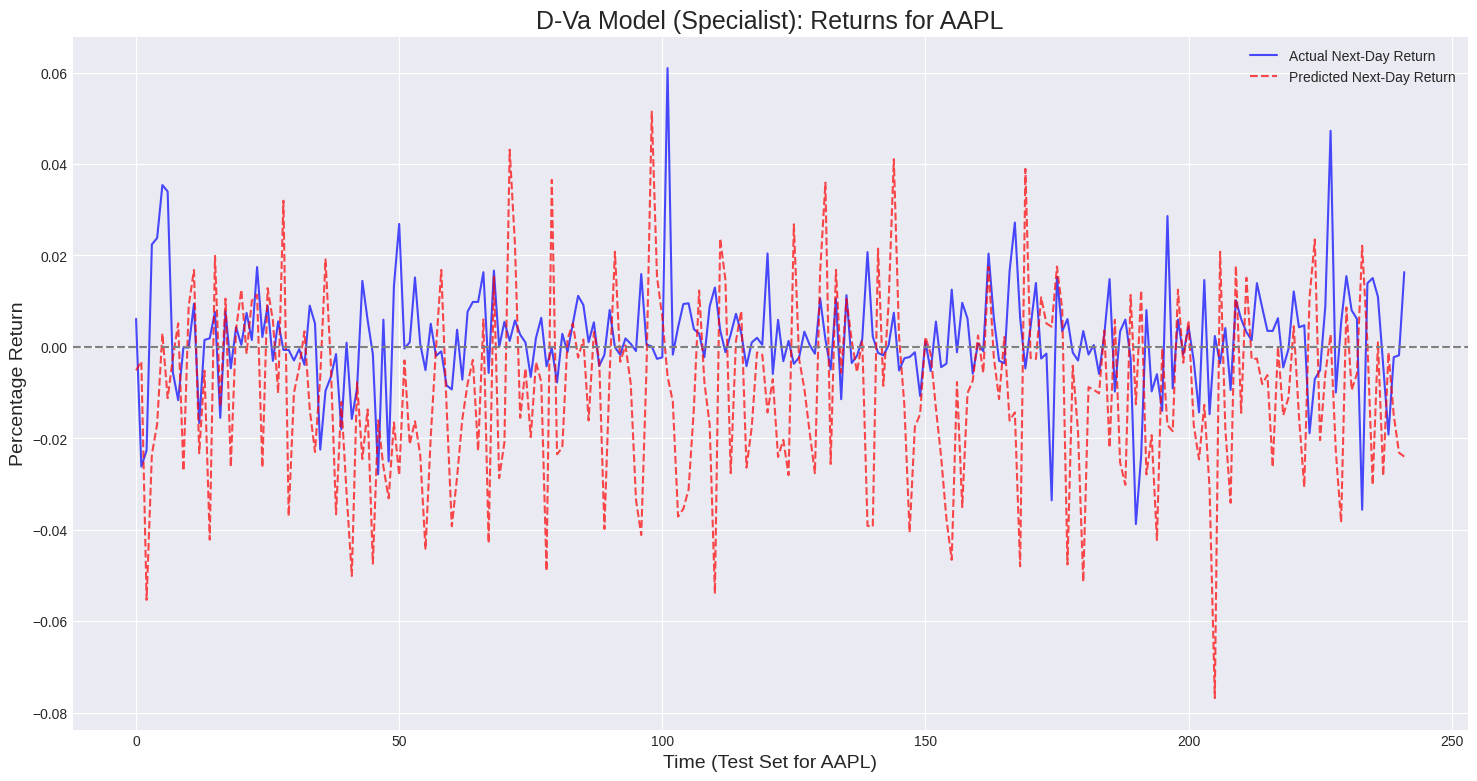 D-Va Model (Specialist): Returns for AAPL
Actual Next-Day Return
Predicted Next-Day Return
Percentage Return
0.06
0.04
0.02
0.00
−0.02
−0.04
−0.06
−0.08
0
50
100
150
200
250
Time (Test Set for AAPL)